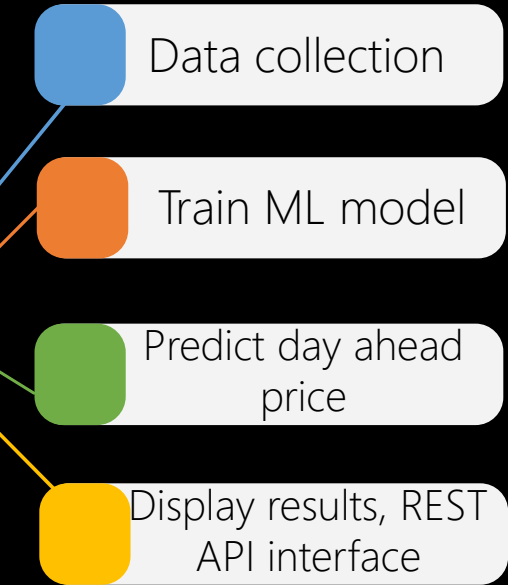 Data collection
Train ML model
Predict day ahead
price
Display results, REST
API interface